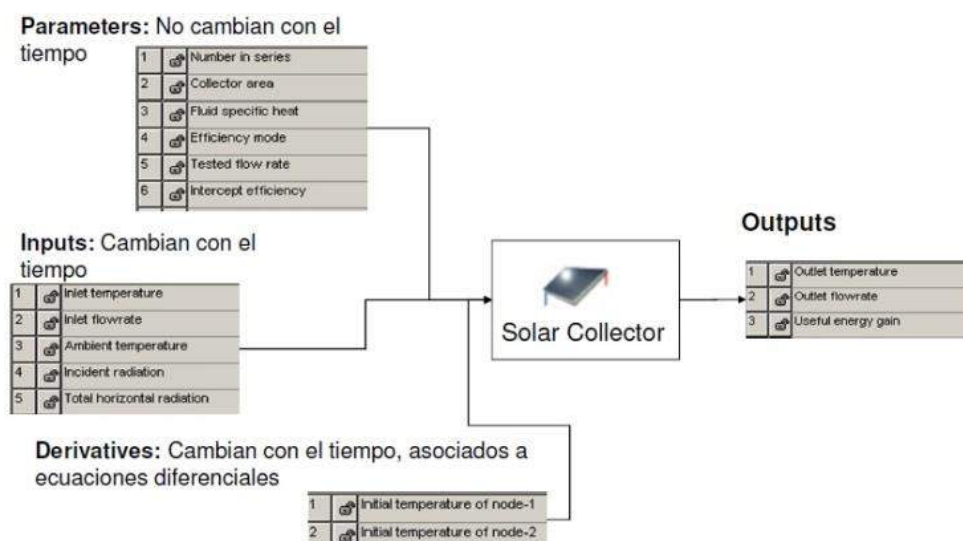 Parameters: No cambian con el
tiempo
1 Number in series
2 Collector area
3 Fluid specific heat
4 Efficiency mode
5 Tested flow rate
6 Intercept efficiency
Inputs: Cambian con el
tiempo
1 Inlet temperature
2 Inlet flowrate
3 Ambient temperature
4 Incident radiation
5 Total horizontal radiation
Solar Collector
Outputs
1 Outlet temperature
2 Outlet flowrate
3 Useful energy gain
Derivatives: Cambian con el tiempo, asociados a
ecuaciones diferenciales
1 Initial temperature of node-1
2 Initial temperature of node-2